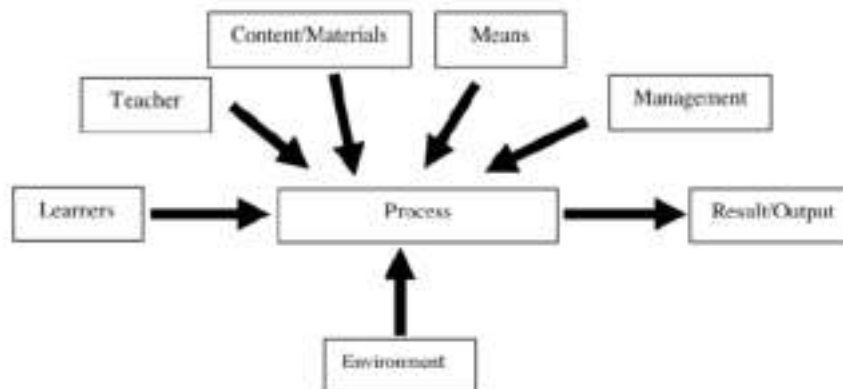 Content/Materials
Means
Teacher
Management
Learners
Process
Result/Output
Environment